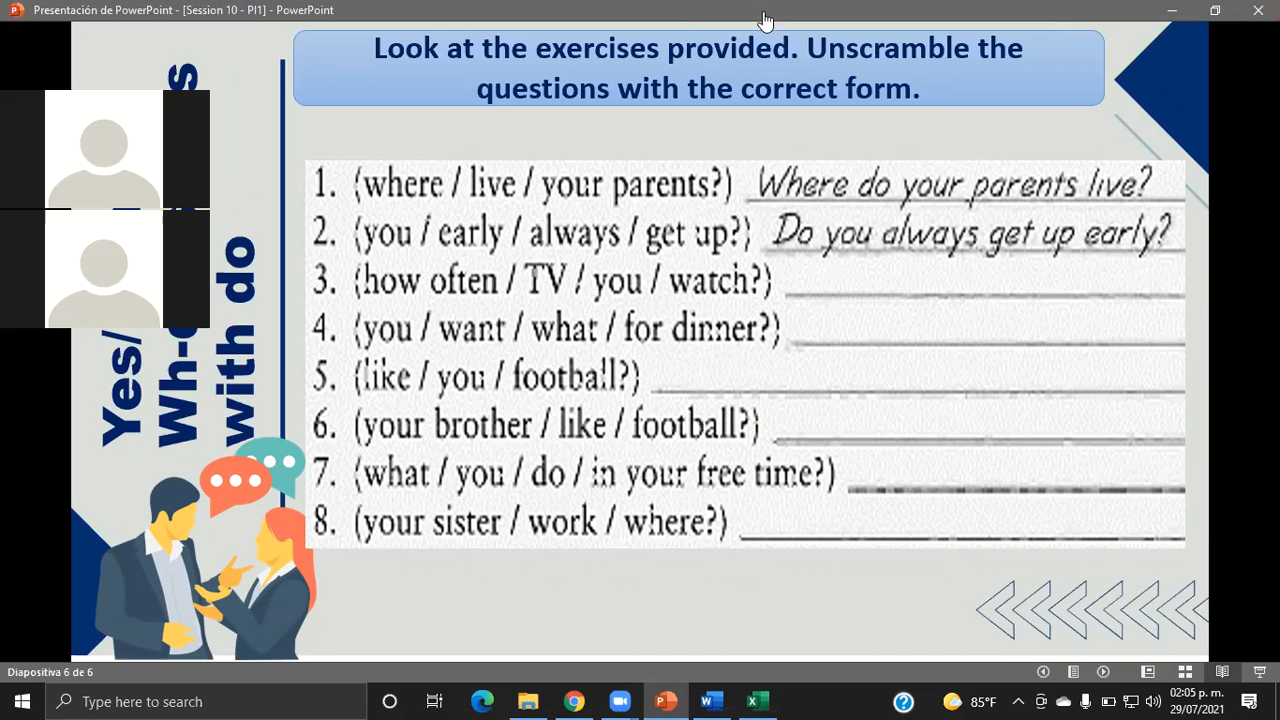 Presentación de PowerPoint - [Session 10 - PI1] - PowerPoint
Look at the exercises provided. Unscramble the
questions with the correct form.
Yes/
Wh-
with do
1. (where / live / your parents?) Where do your parents live?
2. (you / early / always / get up?) Do you always get up early?
3. (how often / TV / you / watch?)
4. (you / want / what / for dinner?)
5. (like / you / football?)
6. (your brother / like / football?)
7. (what / you / do / in your free time?)
8. (your sister / work / where?)
Diapositiva 6 de 6
Type here to search
85°F
02:05 p. m.
29/07/2021